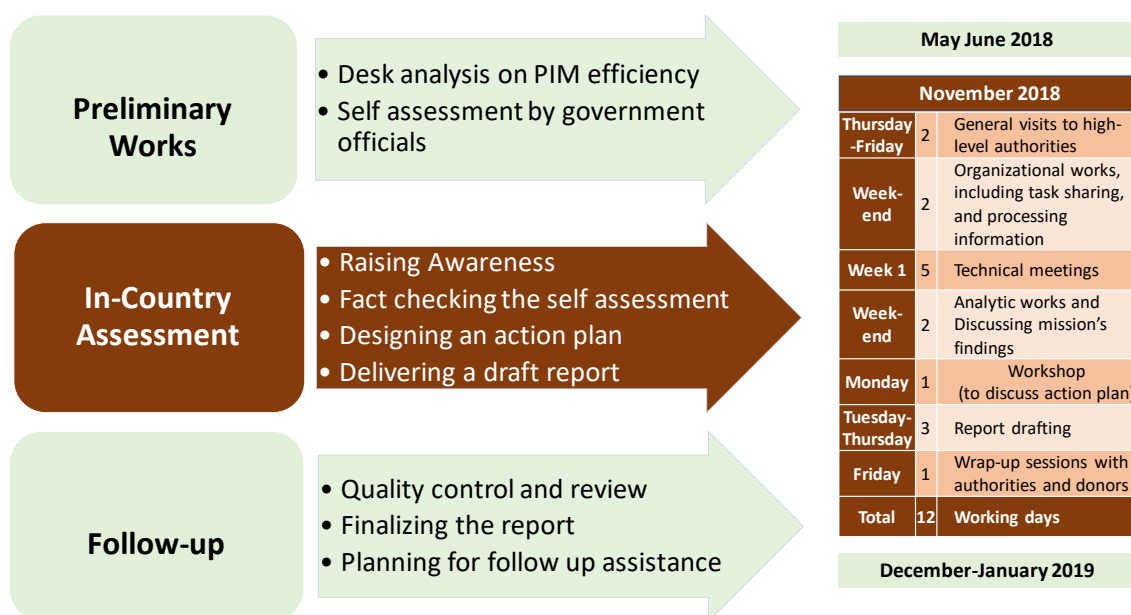 Preliminary
Works
• Desk analysis on PIM efficiency
• Self assessment by government
officials
In-Country
Assessment
• Raising Awareness
• Fact checking the self assessment
• Designing an action plan
• Delivering a draft report
Follow-up
• Quality control and review
• Finalizing the report
• Planning for follow up assistance
May June 2018
November 2018
Thursday
-Friday
2
General visits to high-
level authorities
Week-
end
2
Organizational works,
including task sharing,
and processing
information
Week 1 5 Technical meetings
Week-
end
2
Analytic works and
Discussing mission's
findings
Monday 1
Workshop
(to discuss action plan)
Tuesday-
Thursday
3 Report drafting
Friday 1
Wrap-up sessions with
authorities and donors
Total 12 Working days
December-January 2019